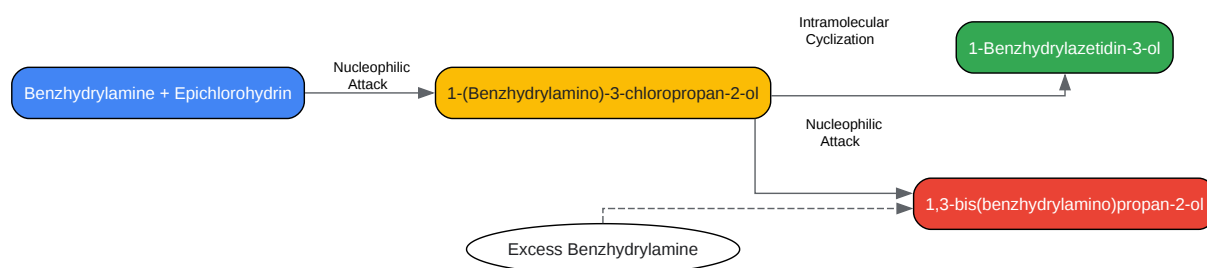 Intramolecular
Cyclization
1-Benzhydrylazetidin-3-ol
Nucleophilic
Attack
Benzhydrylamine + Epichlorohydrin
1-(Benzhydrylamino)-3-chloropropan-2-ol
Nucleophilic
Attack
1,3-bis(benzhydrylamino)propan-2-ol
Excess Benzhydrylamine